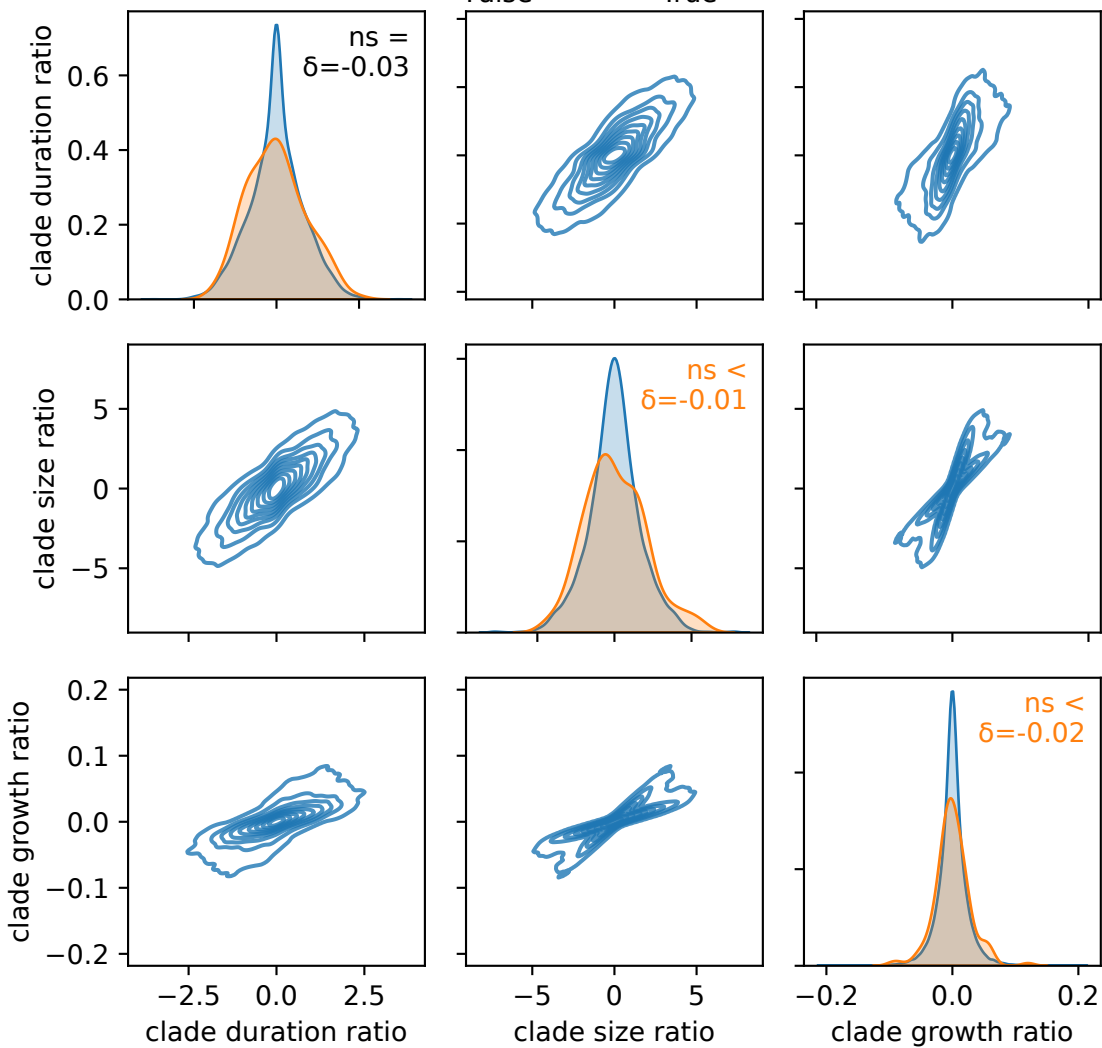 clade duration ratio
0.6
0.4
0.2
0.0
ns =
δ=-0.03
clade size ratio
5
0
−5
ns <
δ=-0.01
clade growth ratio
0.2
0.1
0.0
−0.1
−0.2
ns <
δ=-0.02
−2.5 0.0 2.5
−5 0 5
−0.2 0.0 0.2
clade duration ratio
clade size ratio
clade growth ratio